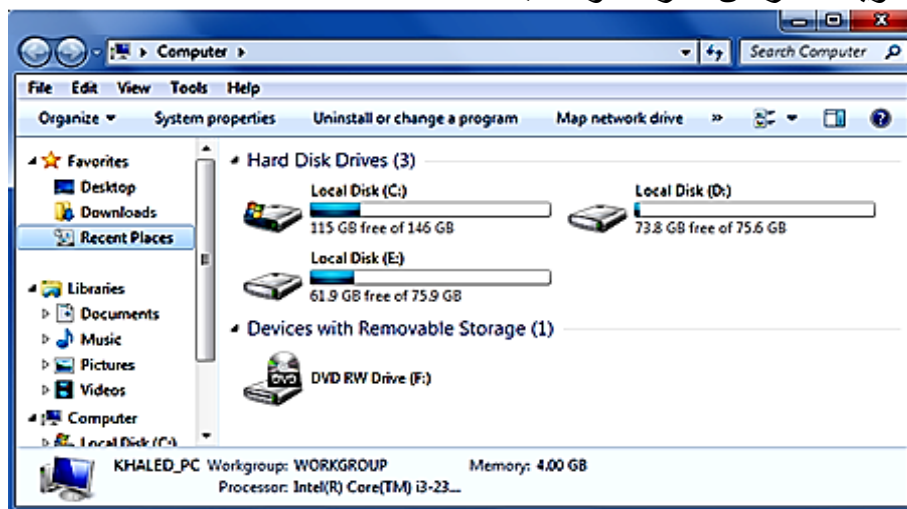 Computer
Search Computer
File Edit View Tools Help
Organize System properties Uninstall or change a program Map network drive »
Favorites
Desktop
Downloads
Recent Places
Libraries
Documents
Music
Pictures
Videos
Computer
Local Disk (C:)
Hard Disk Drives (3)
Local Disk (C:)
115 GB free of 146 GB
Local Disk (D:)
73.8 GB free of 75.6 GB
Local Disk (E:)
61.9 GB free of 75.9 GB
Devices with Removable Storage (1)
DVD
DVD RW Drive (F:)
KHALED_PC Workgroup: WORKGROUP Memory: 4.00 GB
Processor: Intel(R) Core(TM) i3-23...